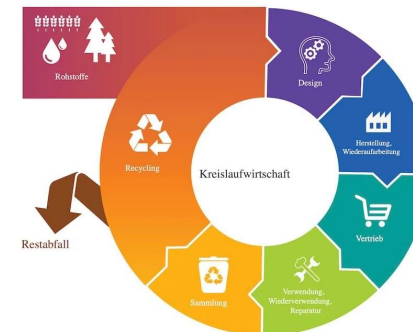 Rohstoffe
Design
Herstellung,
Wiederaufarbeitung
Recycling
Kreislaufwirtschaft
Vertrieb
Restabfall
Sammlung
Verwendung,
Wiederverwendung,
Reparatur